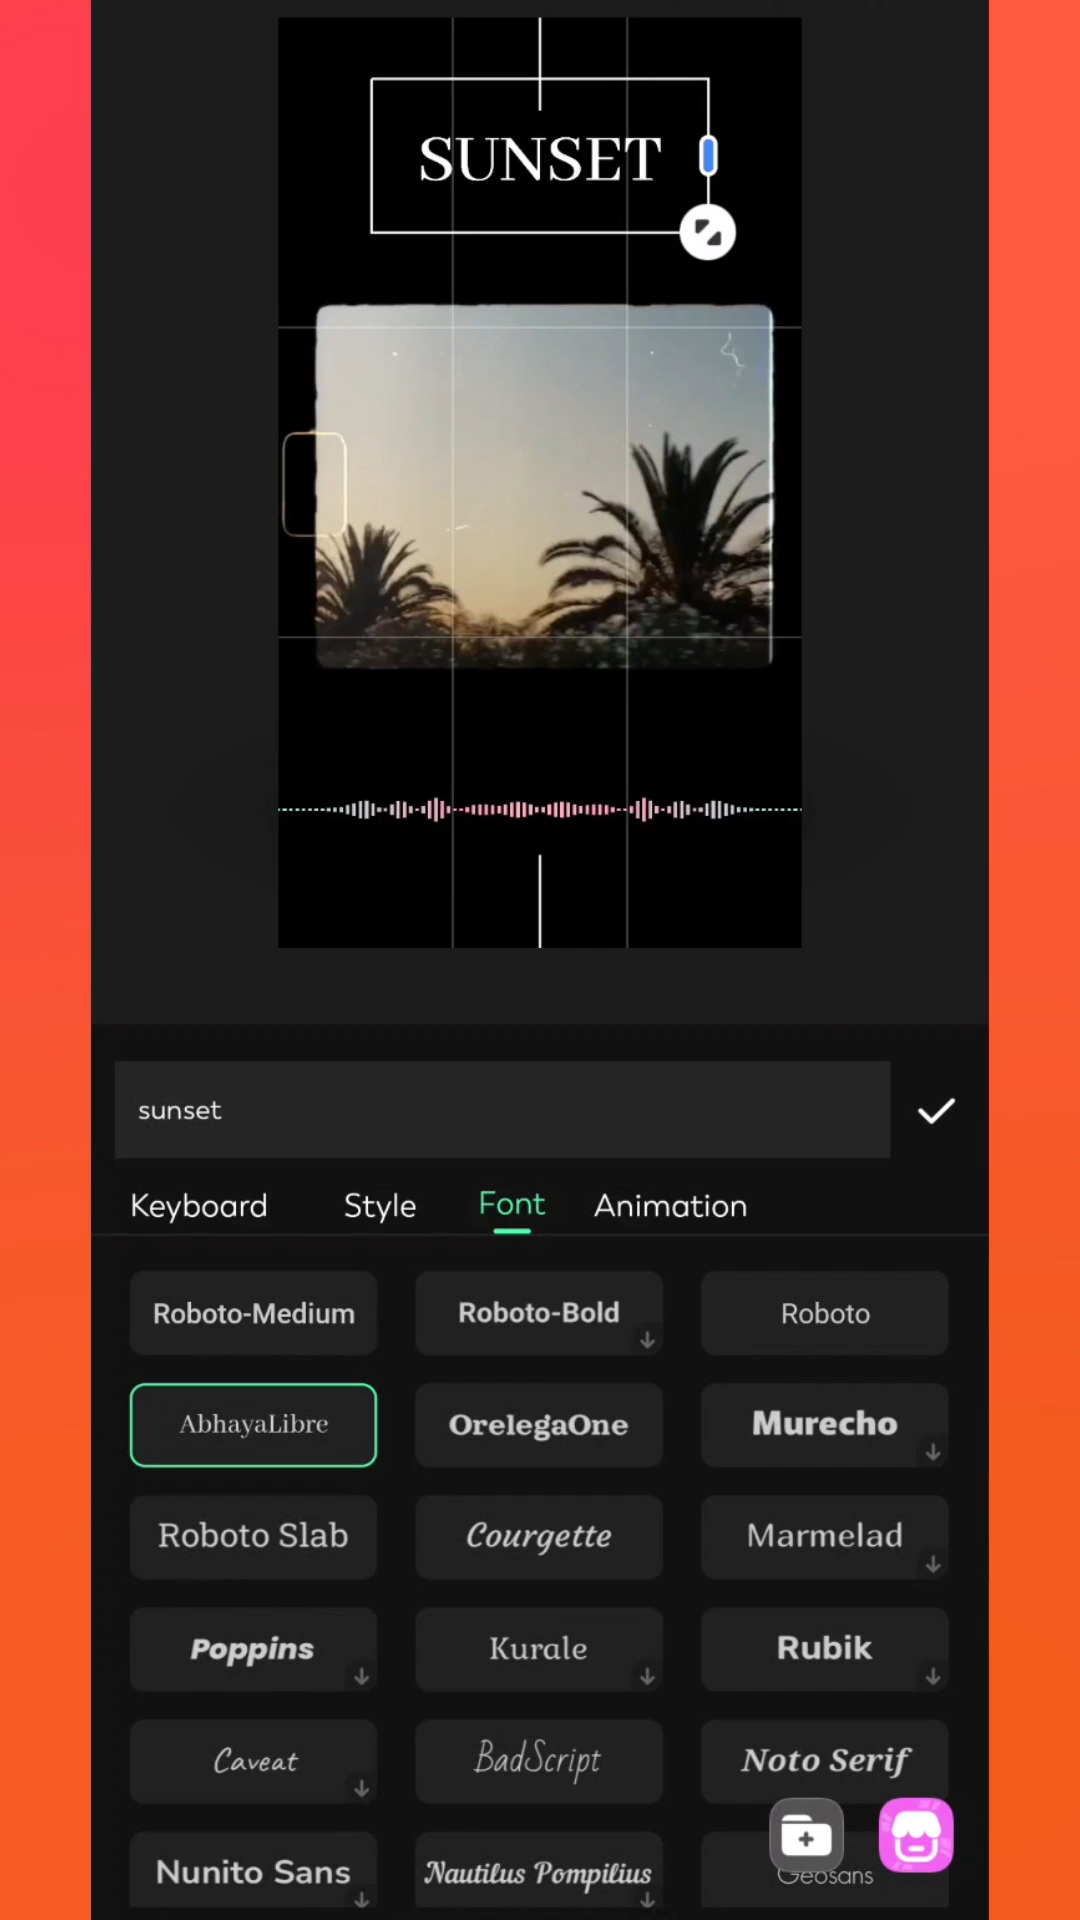 SUNSET
sunset
Keyboard Style Font Animation
Roboto-Medium Roboto-Bold Roboto
AbhayaLibre OrelegaOne Murecho
Roboto Slab Courgette Marmelad
Poppins Kurale Rubik
Caveat BadScript Noto Serif
Nunito Sans Nautilus Pompilius Geosans